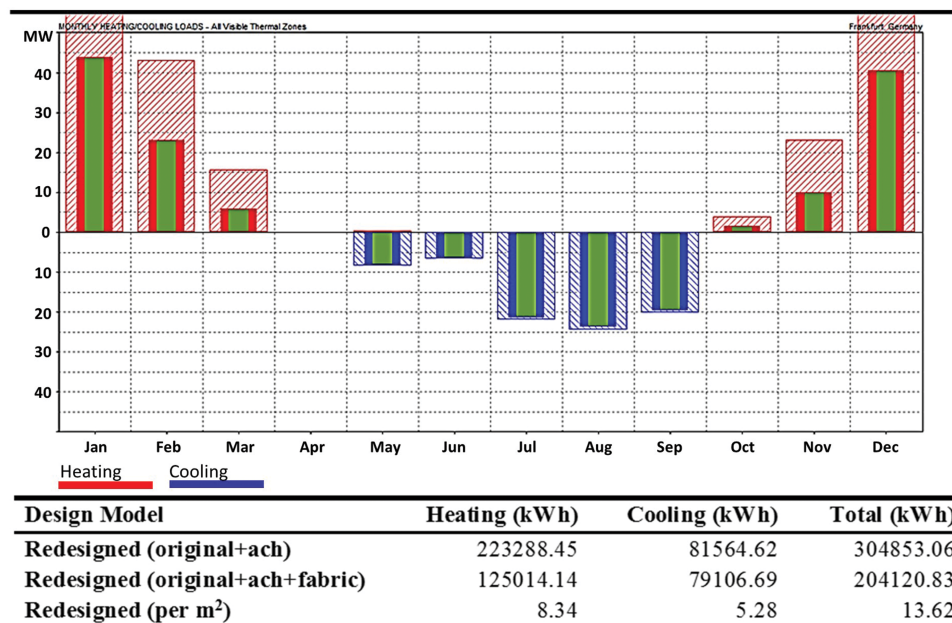 MONTHLY HEATING/COOLING LOADS - All Visible Thermal Zones
Frankfurt, Germany
MW
40
30
20
10
0
10
20
30
40
Jan Feb Mar Apr May Jun Jul Aug Sep Oct Nov Dec
Heating Cooling
Design Model Heating (kWh) Cooling (kWh) Total (kWh)
Redesigned (original+ach) 223288.45 81564.62 304853.06
Redesigned (original+ach+fabric) 125014.14 79106.69 204120.83
Redesigned (per m²) 8.34 5.28 13.62